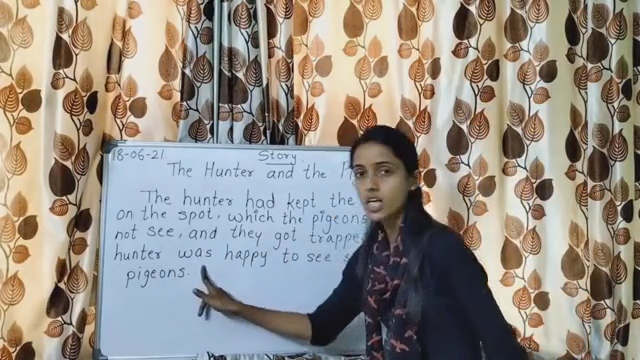 18-06-21
Story
The Hunter and the
The hunter had kept the
on the spot, which the pigeons
not see, and they got trapped
hunter was happy to see
pigeons.